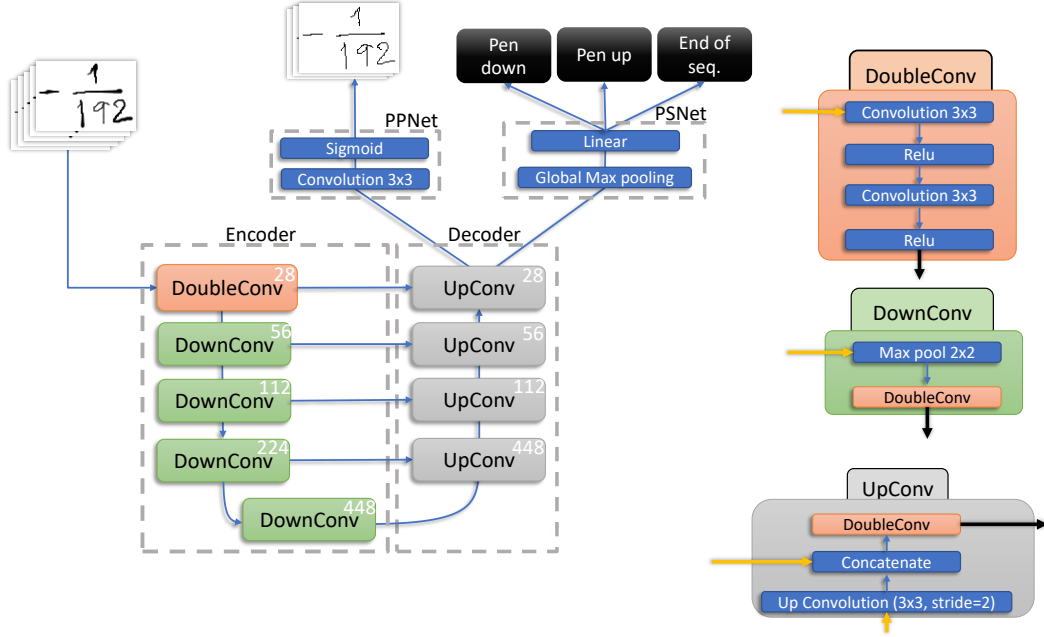 - 1/192
- 1/192
Pen down
Pen up
End of seq.
PPNet
Sigmoid
Convolution 3x3
PSNet
Linear
Global Max pooling
Encoder
DoubleConv 28
DownConv 56
DownConv 112
DownConv 224
DownConv 448
Decoder
UpConv 28
UpConv 56
UpConv 112
UpConv 448
DoubleConv
Convolution 3x3
Relu
Convolution 3x3
Relu
DownConv
Max pool 2x2
DoubleConv
UpConv
DoubleConv
Concatenate
Up Convolution (3x3, stride=2)